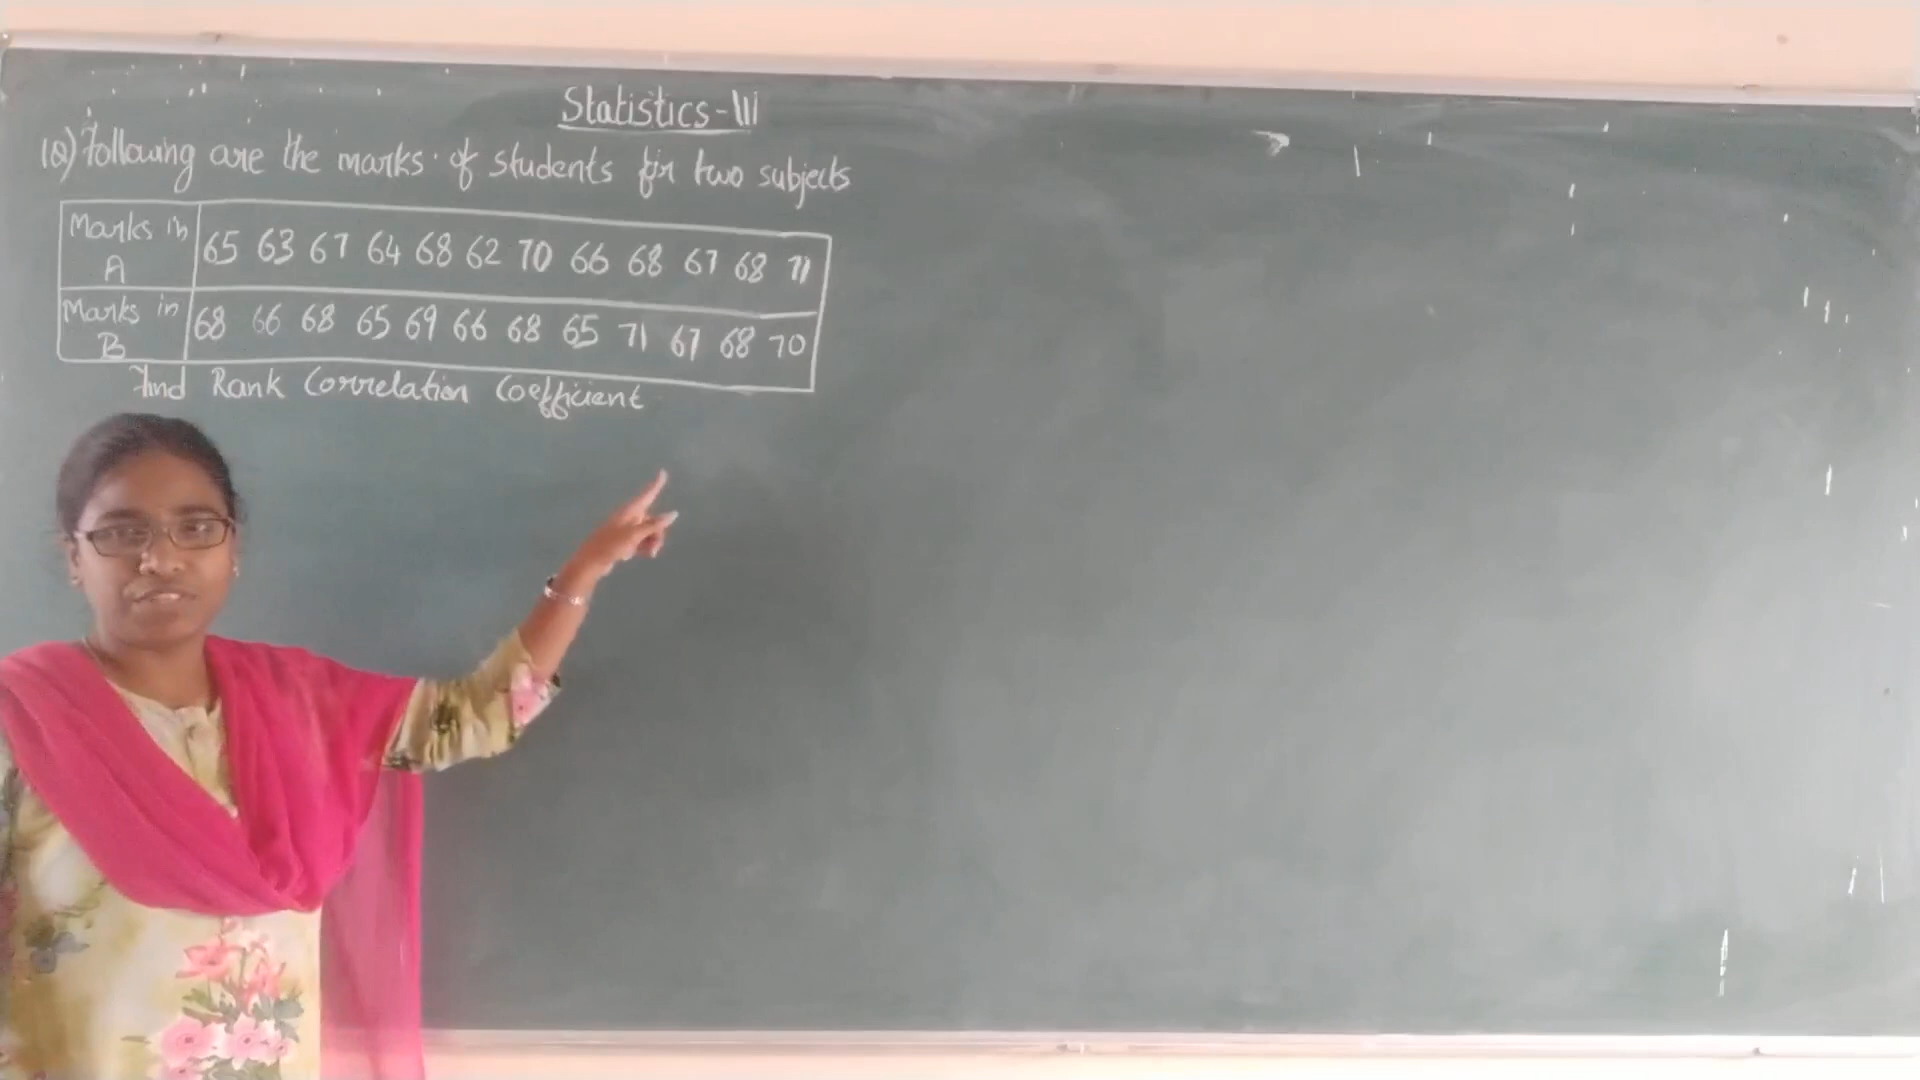 Statistics-III
1Q) Following are the marks of students for two subjects
Marks in A 65 63 67 64 68 62 70 66 68 67 68 71
Marks in B 68 66 68 65 69 66 68 65 71 67 68 70
Find Rank Correlation Coefficient